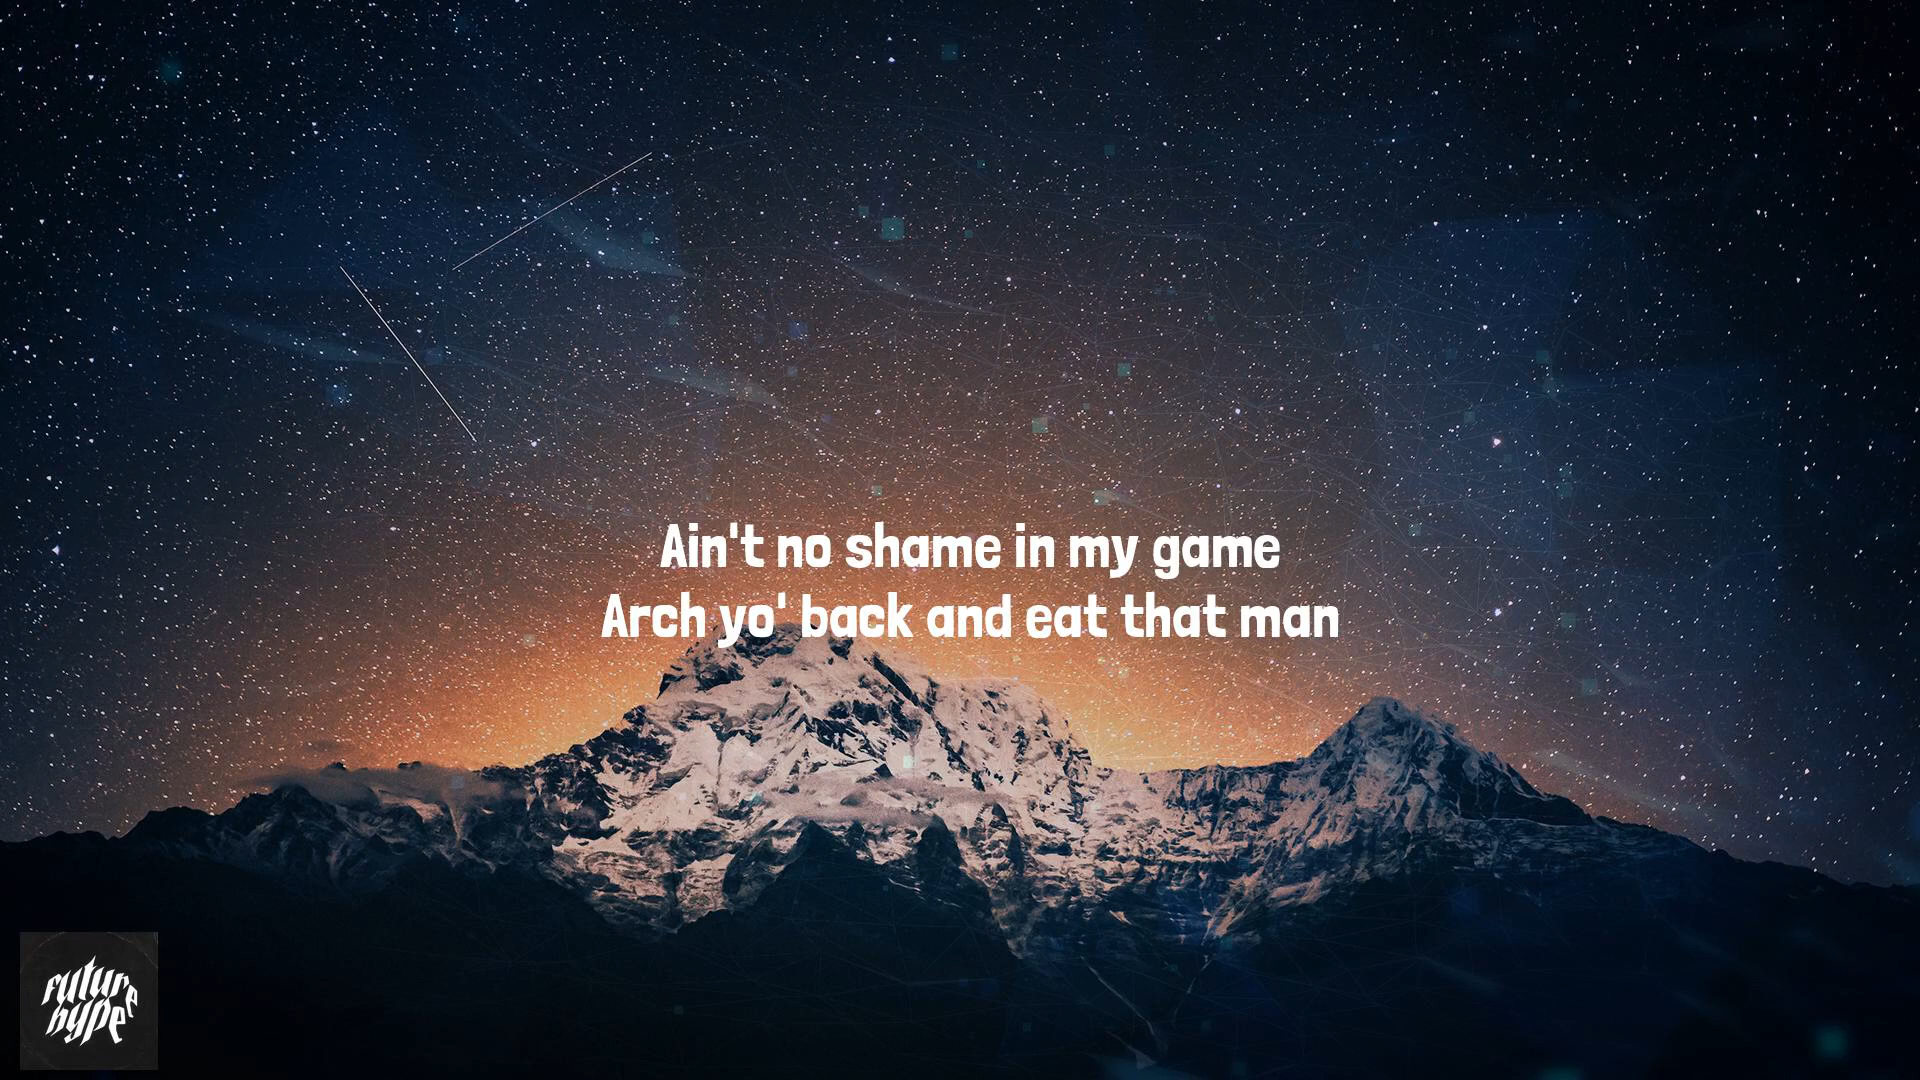 Ain't no shame in my game
Arch yo' back and eat that man
future
hype